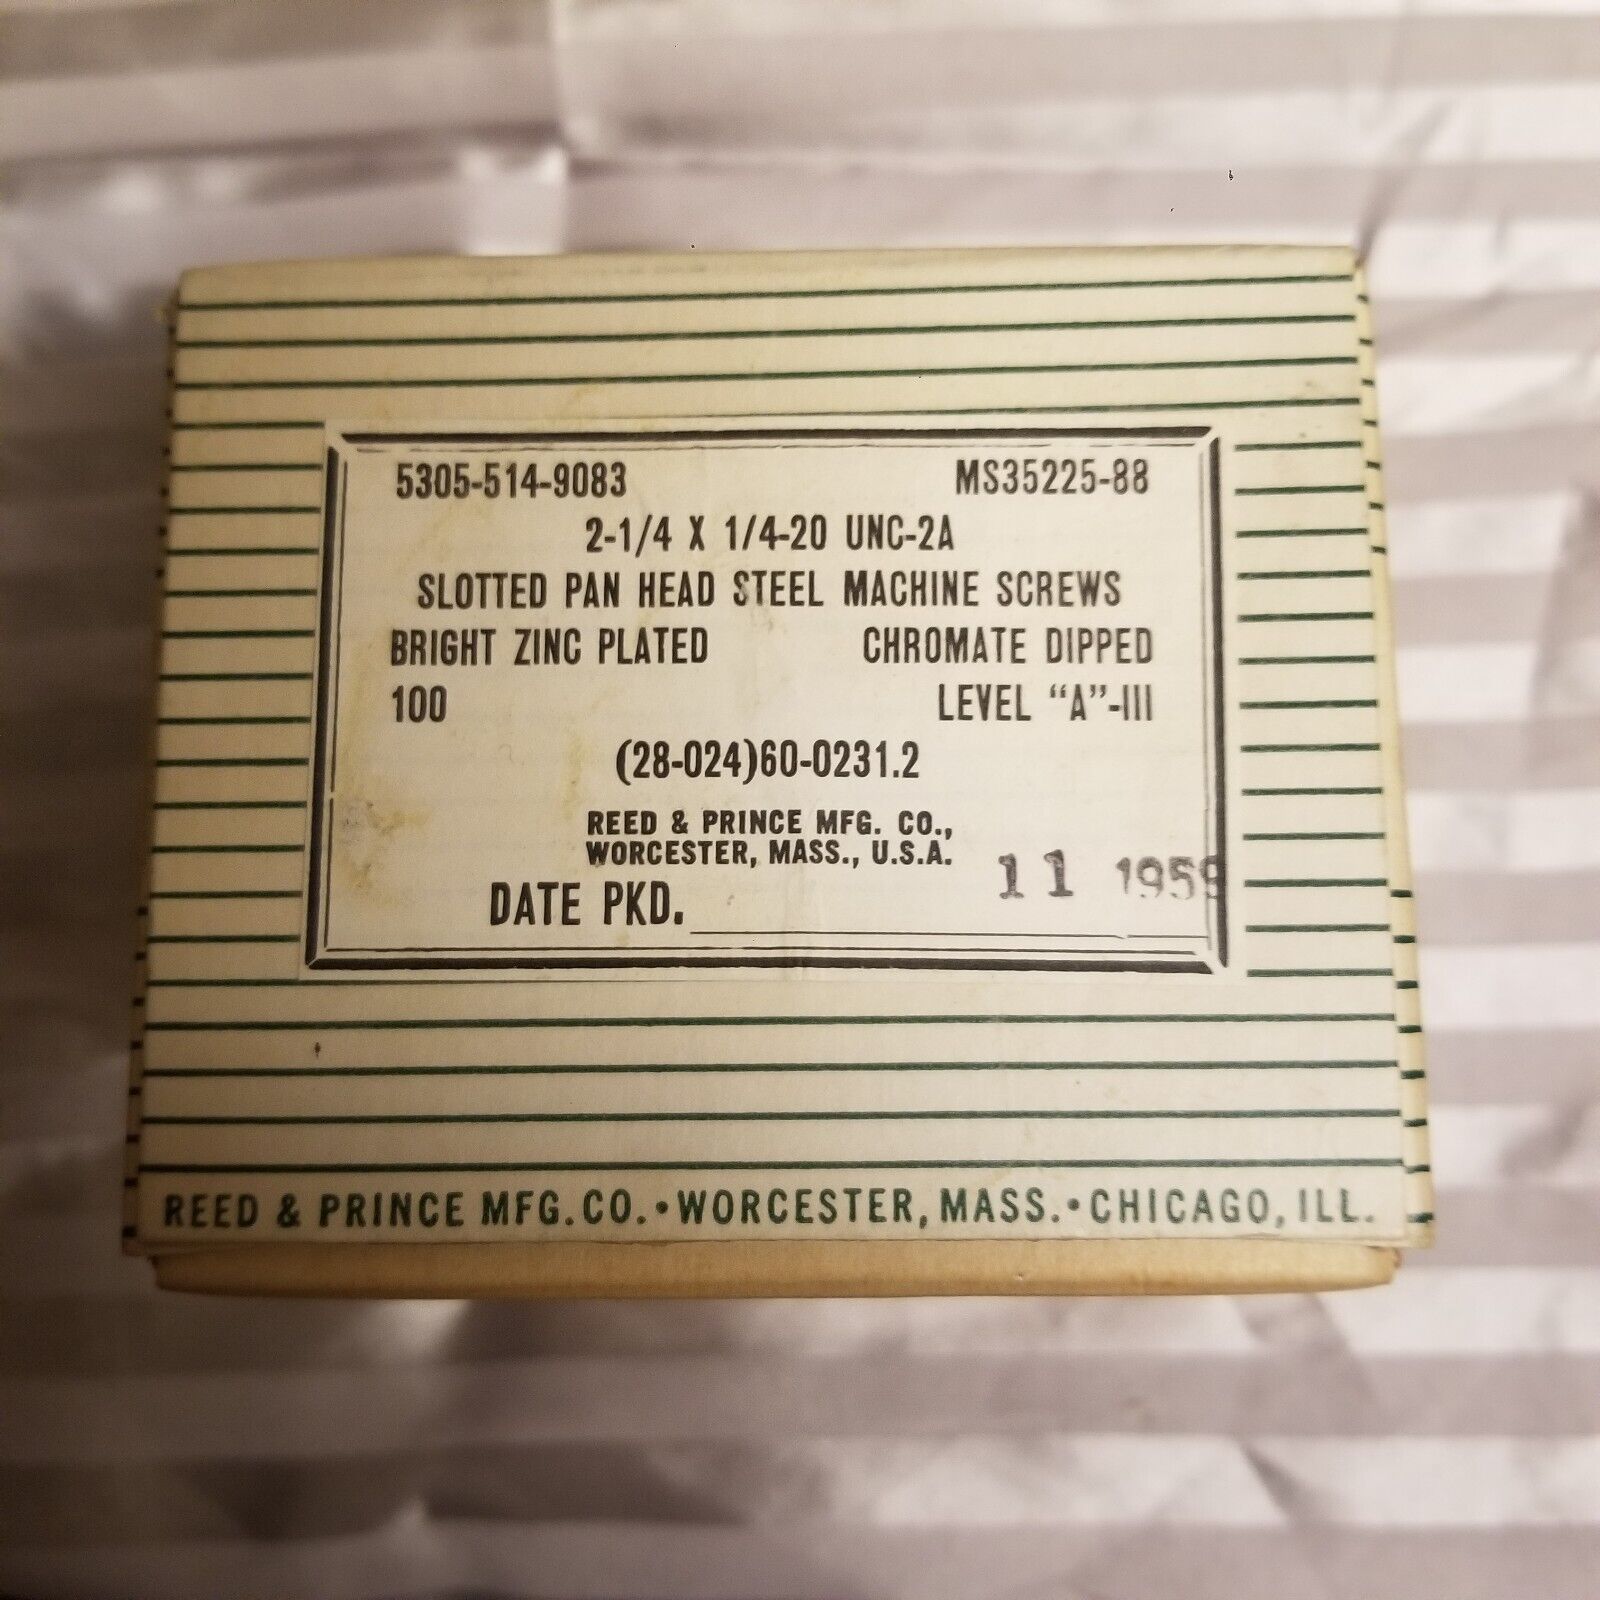 5305-514-9083 MS35225-88
2-1/4 X 1/4-20 UNC-2A
SLOTTED PAN HEAD STEEL MACHINE SCREWS
BRIGHT ZINC PLATED CHROMATE DIPPED
100 LEVEL “A”-III
(28-024)60-0231.2
REED & PRINCE MFG. CO.,
WORCESTER, MASS., U.S.A.
DATE PKD. 11 1959
REED & PRINCE MFG. CO. • WORCESTER, MASS. • CHICAGO, ILL.